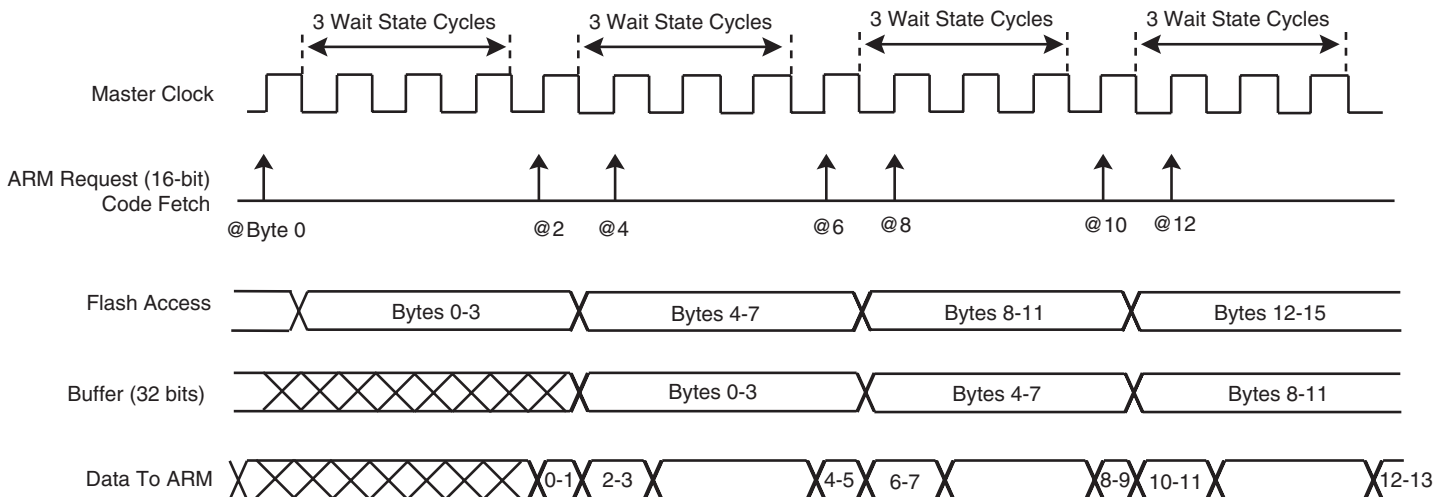 3 Wait State Cycles 3 Wait State Cycles 3 Wait State Cycles 3 Wait State Cycles
Master Clock
ARM Request (16-bit)
Code Fetch
@Byte 0 @2 @4 @6 @8 @10 @12
Flash Access Bytes 0-3 Bytes 4-7 Bytes 8-11 Bytes 12-15
Buffer (32 bits) Bytes 0-3 Bytes 4-7 Bytes 8-11
Data To ARM 0-1 2-3 4-5 6-7 8-9 10-11 12-13